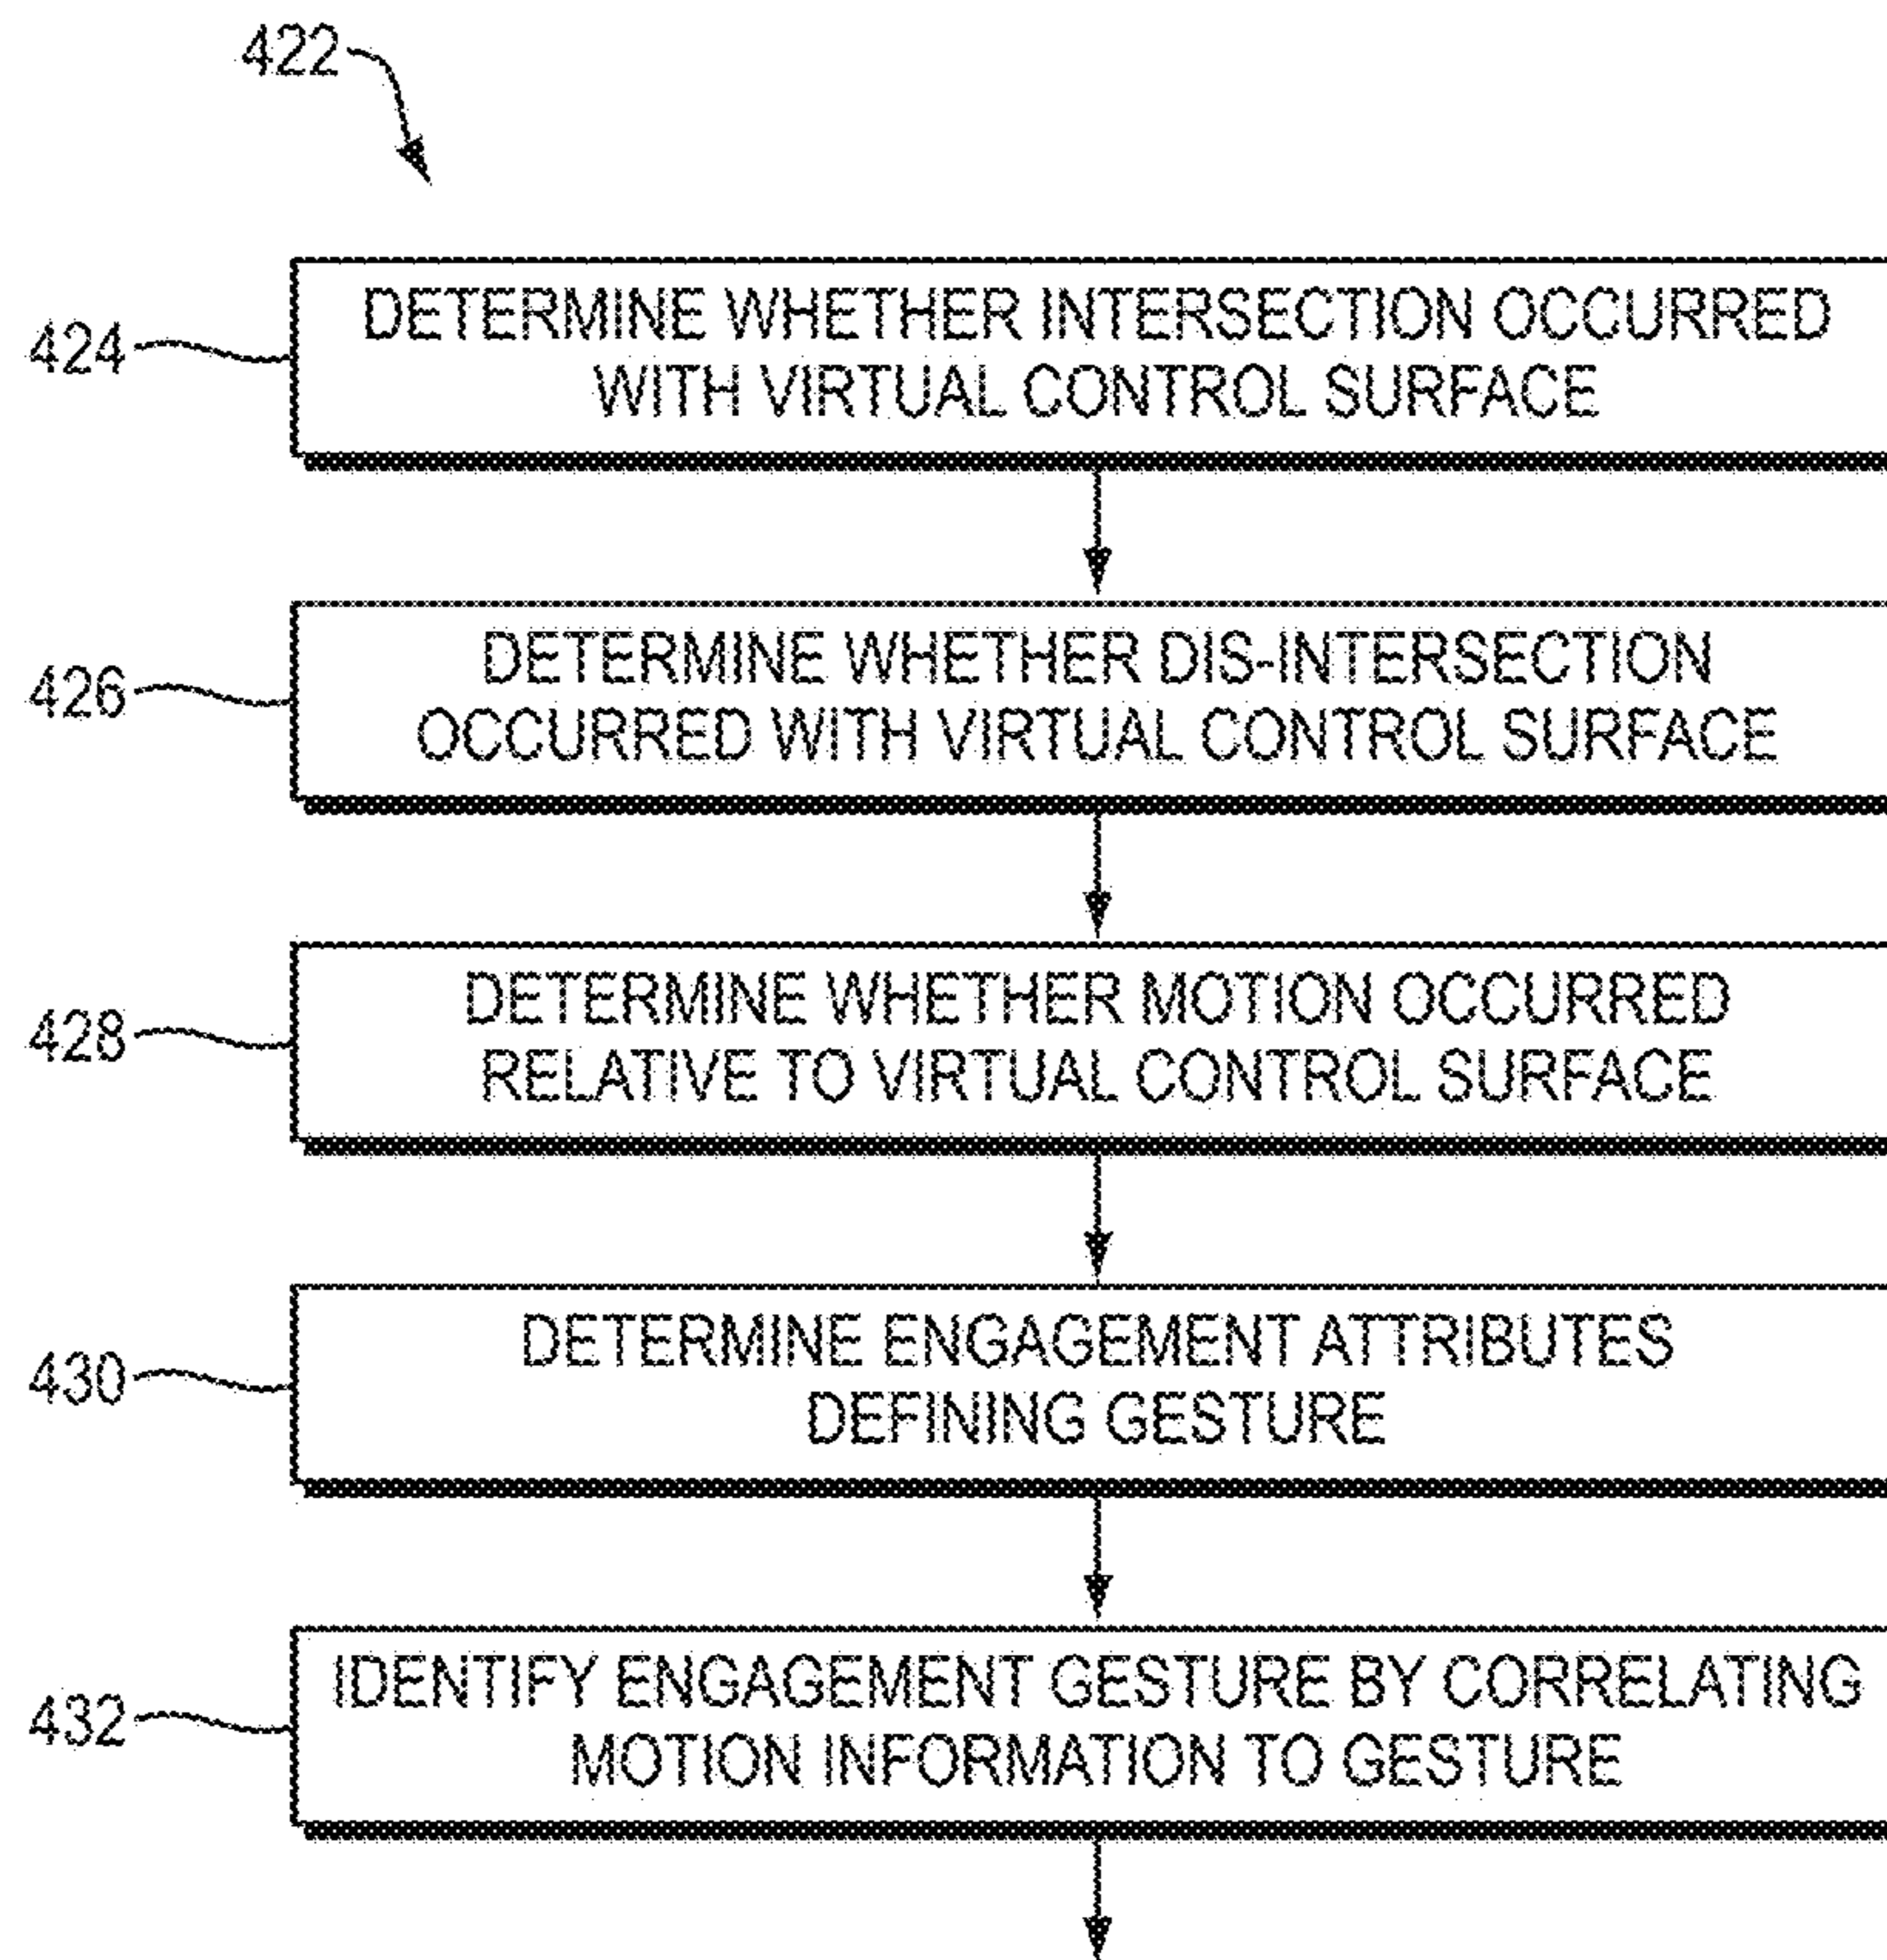 422
424
DETERMINE WHETHER INTERSECTION OCCURRED
WITH VIRTUAL CONTROL SURFACE
426
DETERMINE WHETHER DIS-INTERSECTION
OCCURRED WITH VIRTUAL CONTROL SURFACE
428
DETERMINE WHETHER MOTION OCCURRED
RELATIVE TO VIRTUAL CONTROL SURFACE
430
DETERMINE ENGAGEMENT ATTRIBUTES
DEFINING GESTURE
432
IDENTIFY ENGAGEMENT GESTURE BY CORRELATING
MOTION INFORMATION TO GESTURE